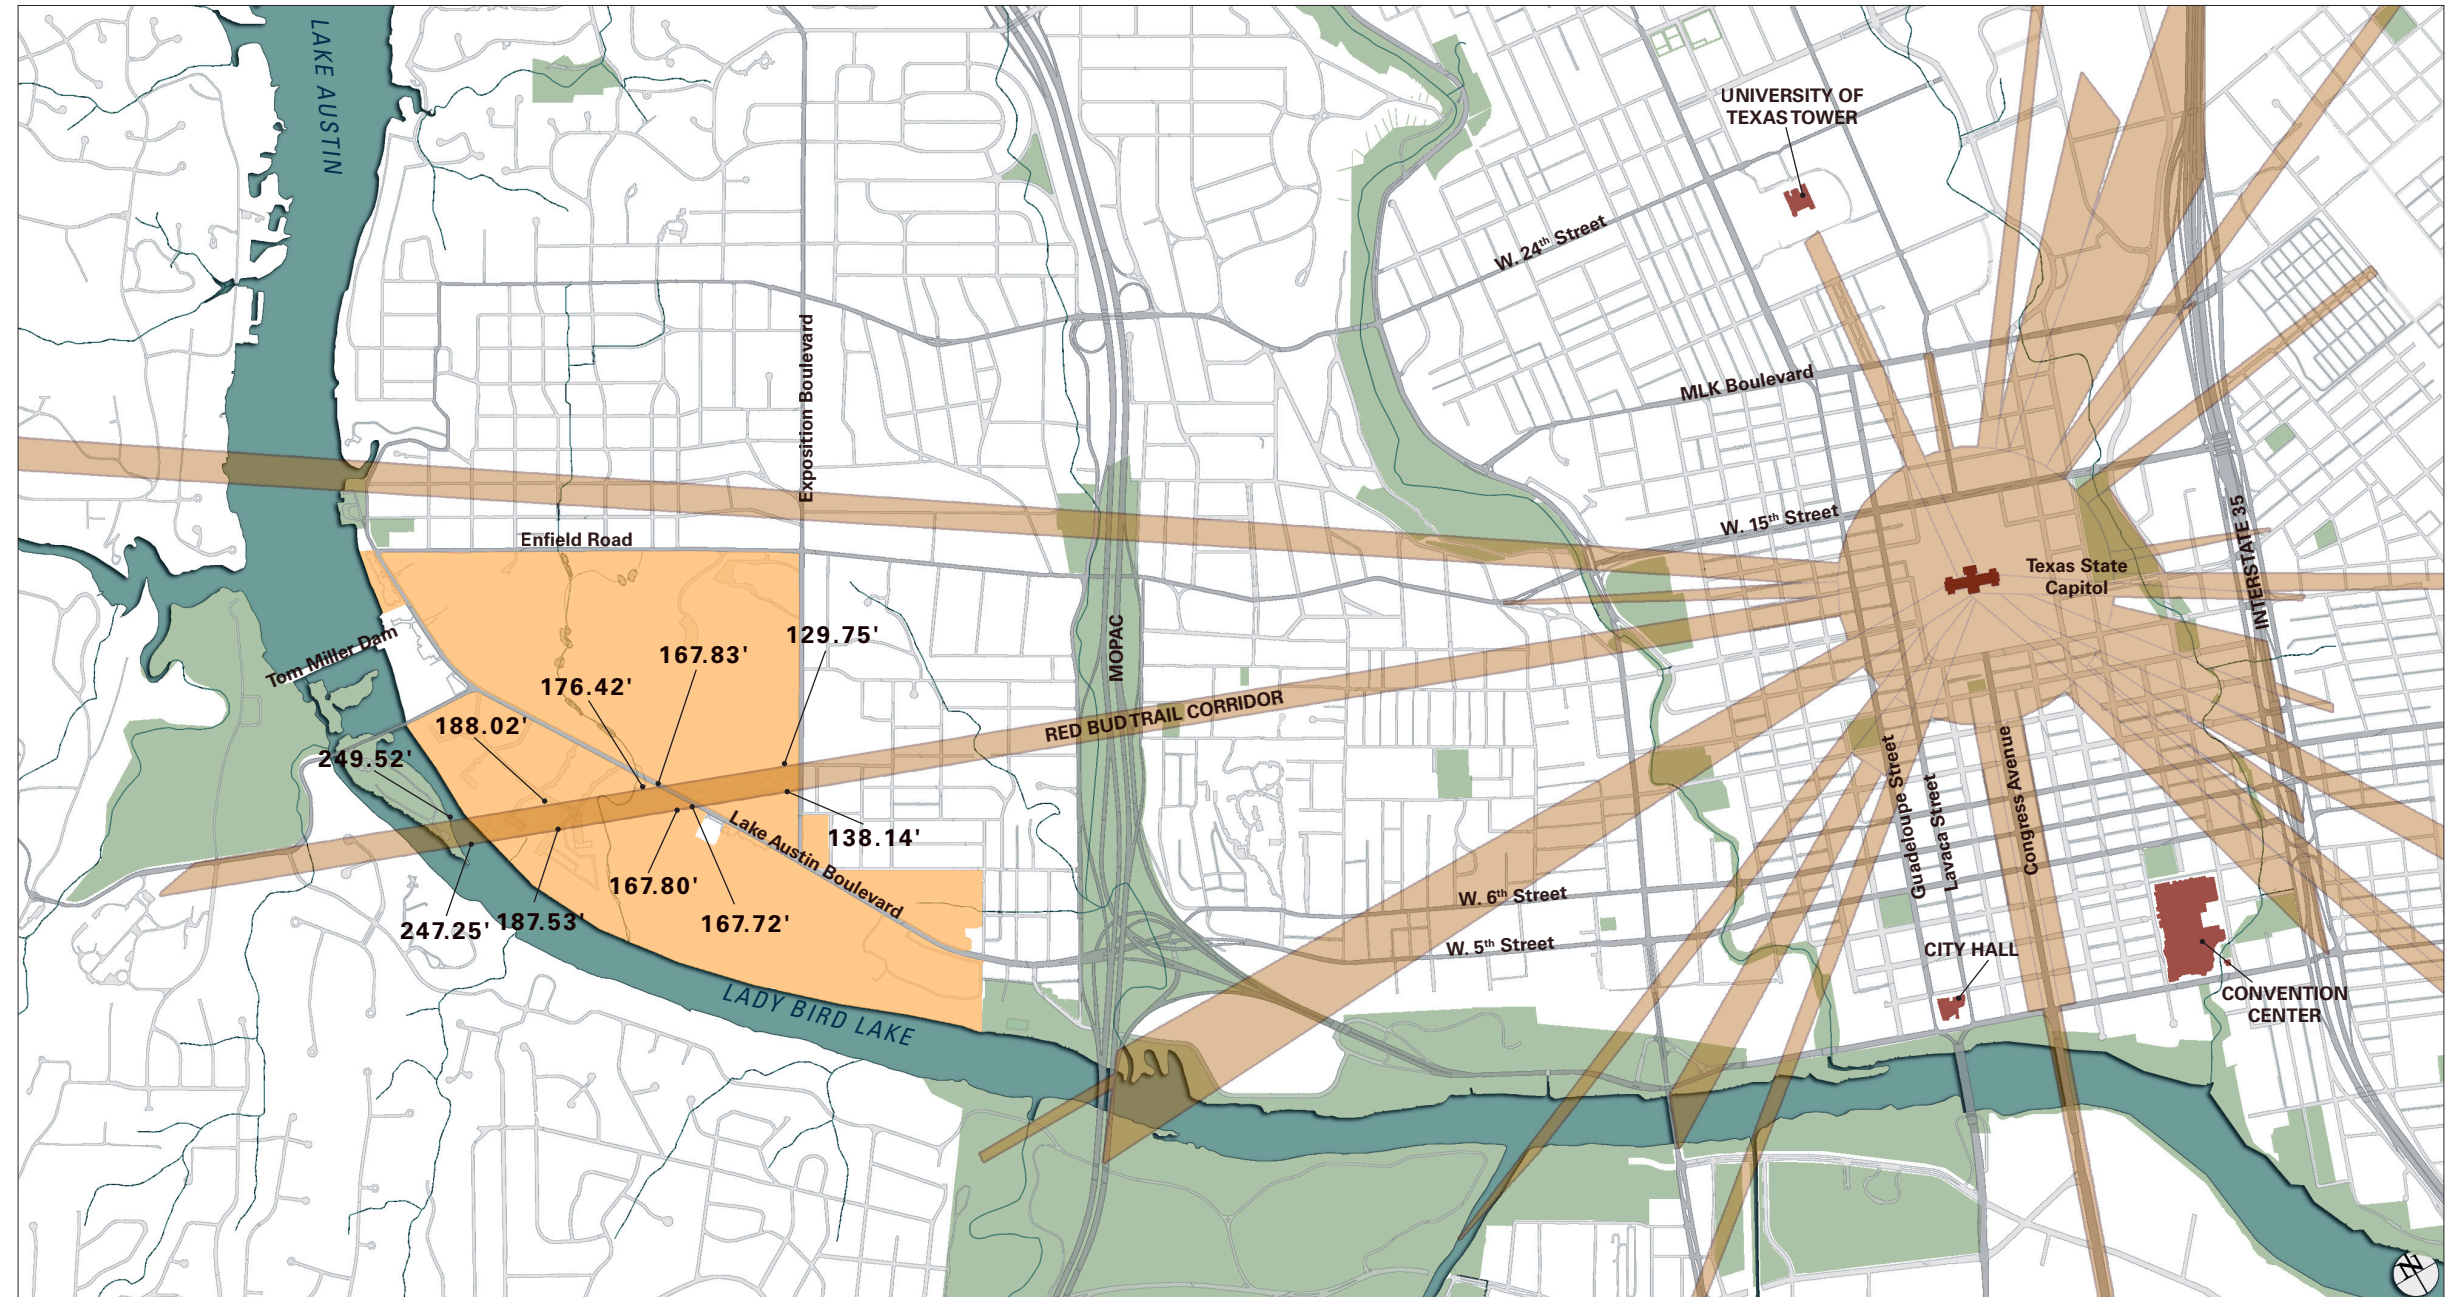 LAKE AUSTIN
UNIVERSITY OF
TEXAS TOWER
W. 24th Street
Exposition Boulevard
MLK Boulevard
W. 15th Street
INTERSTATE 35
Enfield Road
Texas State
Capitol
Tom Miller Dam
129.75'
167.83'
MOPAC
176.42'
188.02'
RED BUD TRAIL CORRIDOR
249.52'
Guadeloupe Street
Lavaca Street
Congress Avenue
Lake Austin Boulevard
138.14'
167.80'
W. 6th Street
247.25'
187.53'
167.72'
W. 5th Street
CITY HALL
LADY BIRD LAKE
CONVENTION
CENTER
N